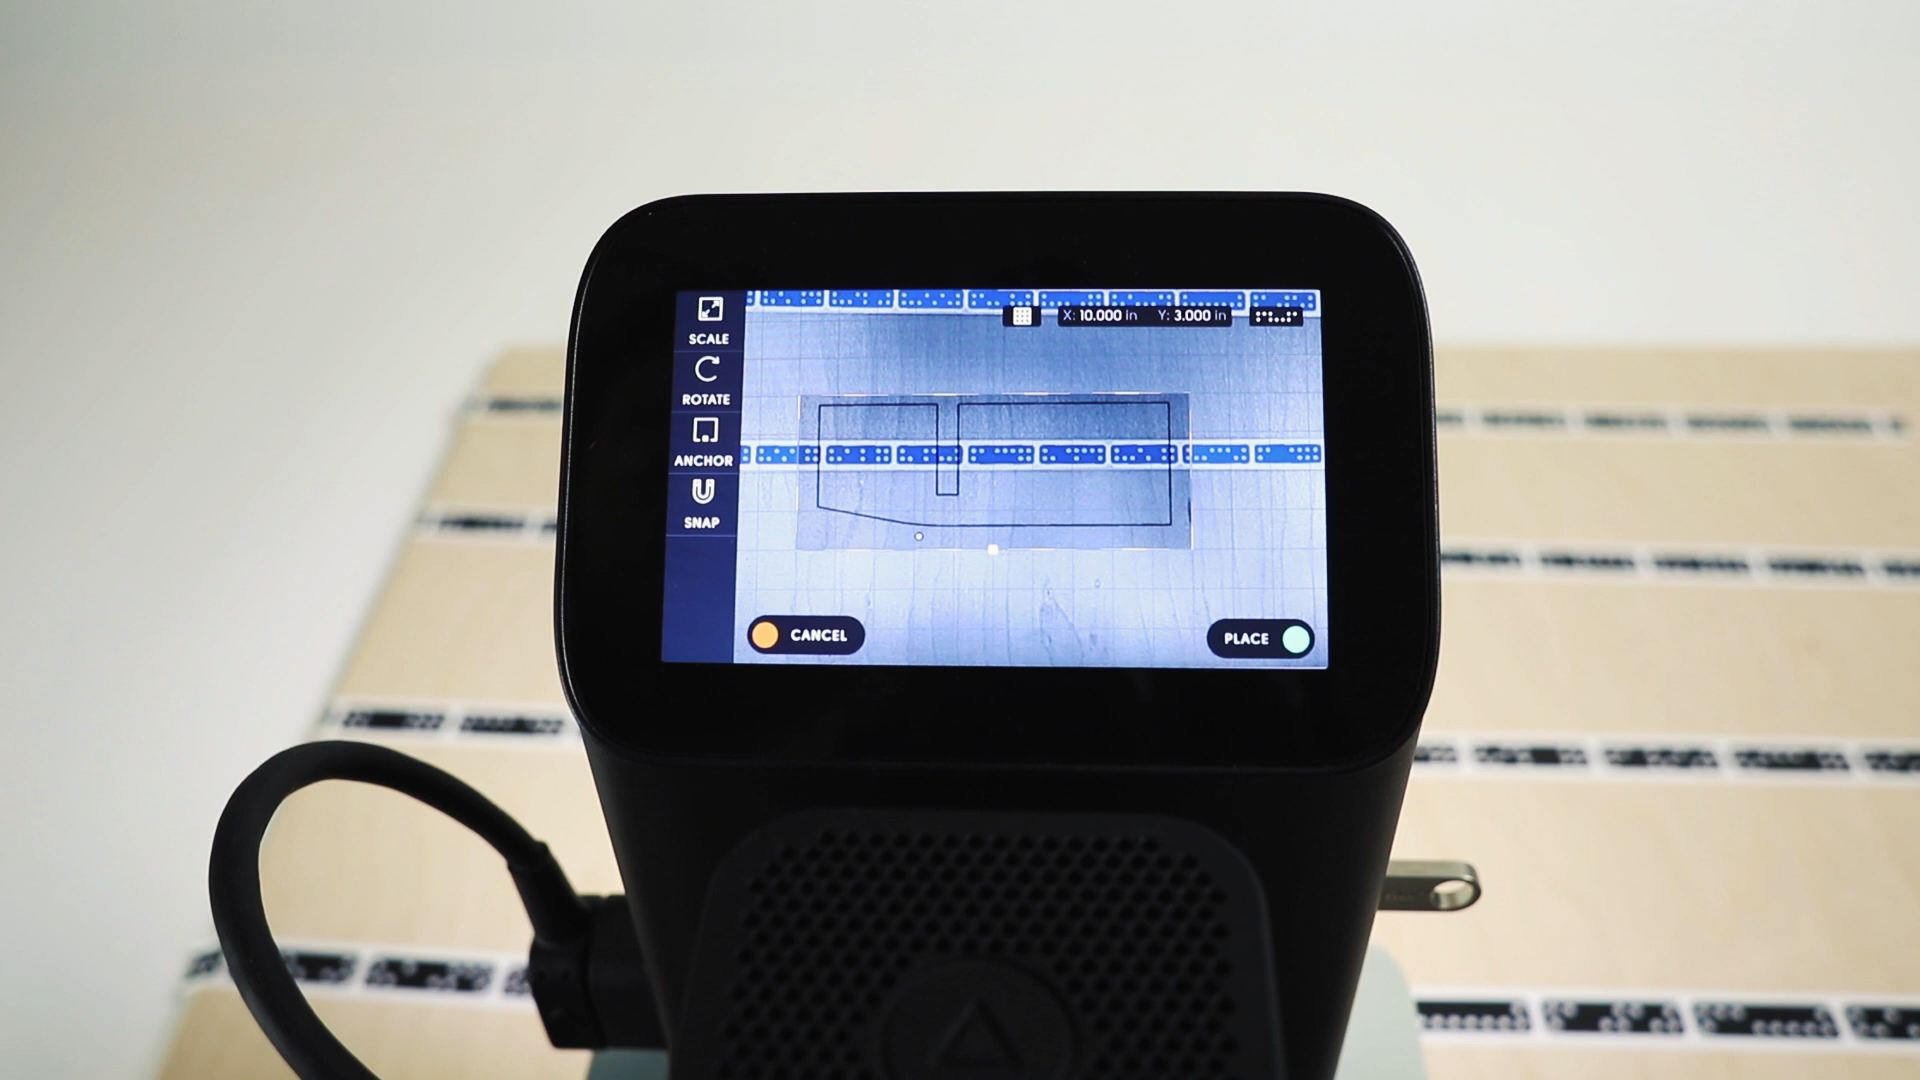 SCALE
X: 10.000 in Y: 3.000 in
ROTATE
ANCHOR
SNAP
CANCEL
PLACE